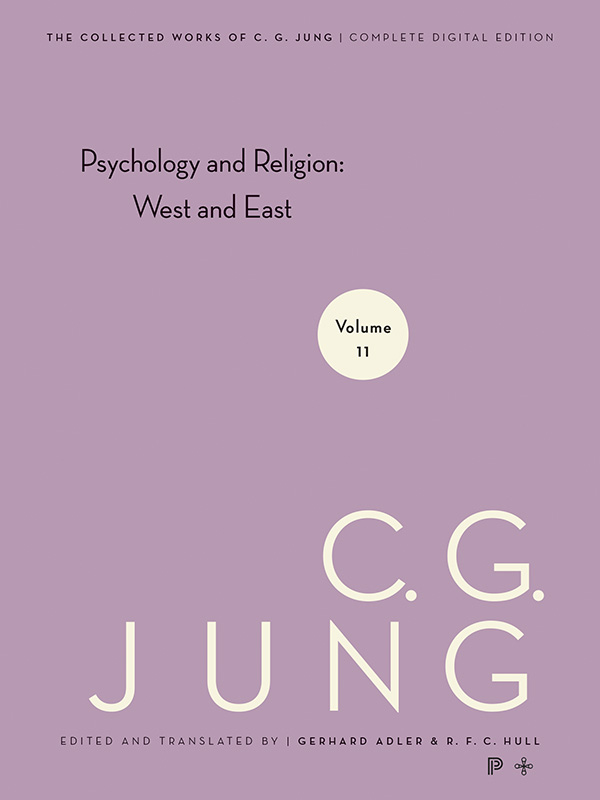 THE COLLECTED WORKS OF C. G. JUNG | COMPLETE DIGITAL EDITION
Psychology and Religion:
West and East
Volume
11
C. G.
JUNG
EDITED AND TRANSLATED BY | GERHARD ADLER & R. F. C. HULL
P